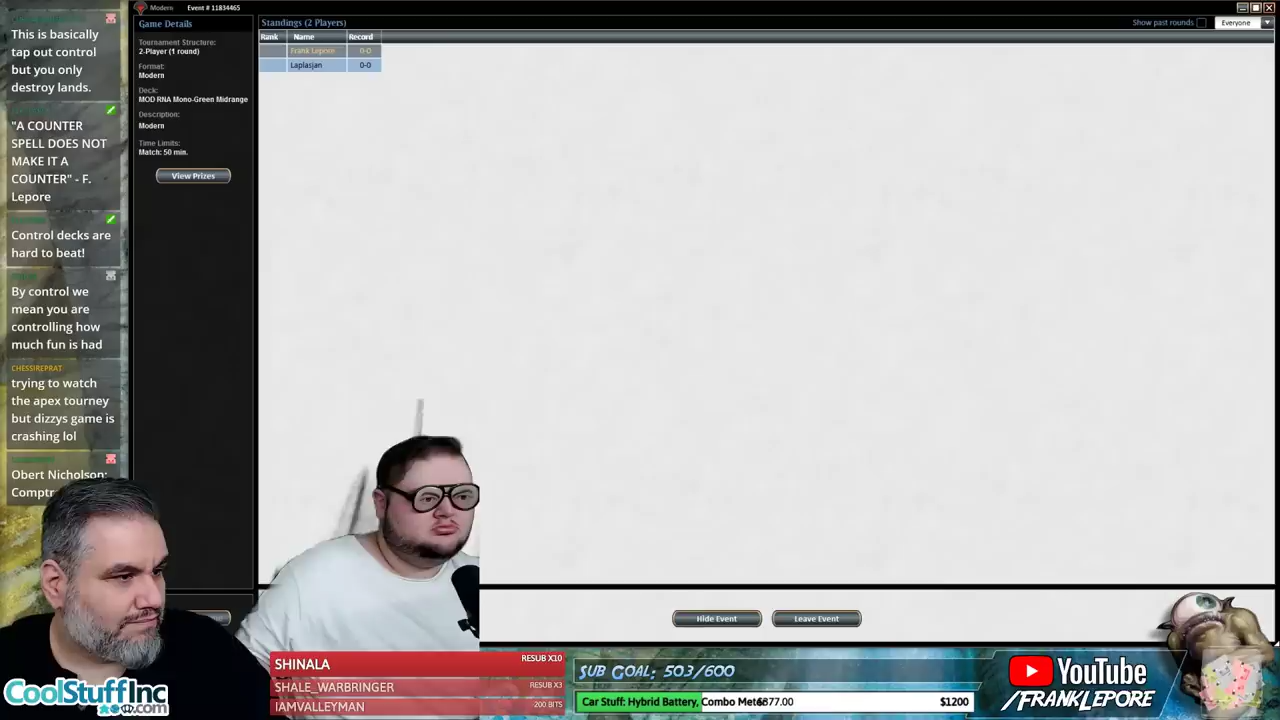 Modern Event # 11834465
Game Details
Tournament Structure:
2-Player (1 round)
Format:
Modern
Deck:
MOD RNA Mono-Green Midrange
Description:
Modern
Time Limits:
Match: 50 min.
View Prizes
Standings (2 Players)
Show past rounds
Everyone
Rank Name Record
Frank Lepore 0-0
Laplasjan 0-0
This is basically
tap out control
but you only
destroy lands.
"A COUNTER
SPELL DOES NOT
MAKE IT A
COUNTER" - F.
Lepore
Control decks are
hard to beat!
By control we
mean you are
controlling how
much fun is had
CHESSIREPRAT
trying to watch
the apex tourney
but dizzys game is
crashing lol
Obert Nicholson:
Comptr
Hide Event
Leave Event
CoolStuffInc
.com
SHINALA RESUB X10
SHALE_WARBRINGER RESUB X3
IAMVALLEYMAN 200 BITS
SUB GOAL: 503/600
Car Stuff: Hybrid Battery, Combo Meter
$1200
YouTube
/FRANKLEPORE